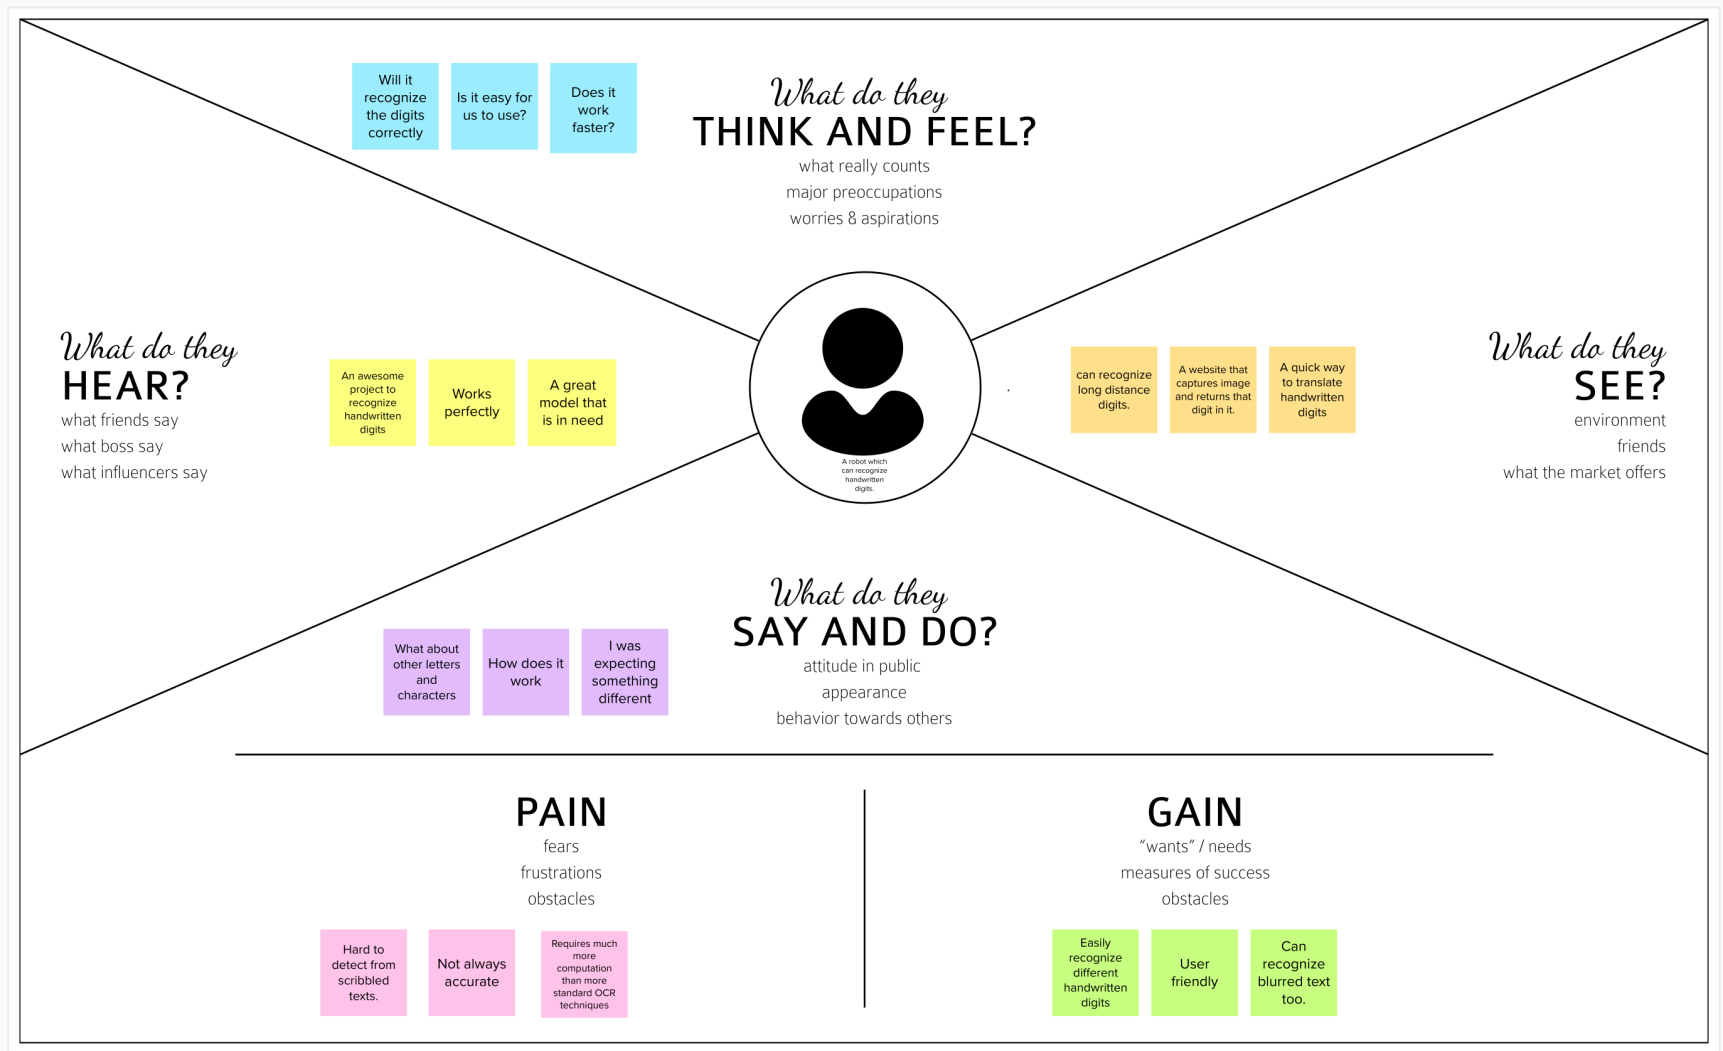 Will it
recognize
the digits
correctly
Is it easy for
us to use?
Does it
work
faster?
What do they
THINK AND FEEL?
what really counts
major preoccupations
worries & aspirations
What do they
HEAR?
what friends say
what boss say
what influencers say
An awesome
project to
recognize
handwritten
digits
Works
perfectly
A great
model that
is in need
A robot which
can recognize
handwritten
digits.
can recognize
long distance
digits.
A website that
captures image
and returns that
digit in it.
A quick way
to translate
handwritten
digits
What do they
SEE?
environment
friends
what the market offers
What do they
SAY AND DO?
attitude in public
appearance
behavior towards others
What about
other letters
and
characters
How does it
work
I was
expecting
something
different
PAIN
fears
frustrations
obstacles
Hard to
detect from
scribbled
texts.
Not always
accurate
Requires much
more
computation
than more
standard OCR
techniques
GAIN
“wants” / needs
measures of success
obstacles
Easily
recognize
different
handwritten
digits
User
friendly
Can
recognize
blurred text
too.